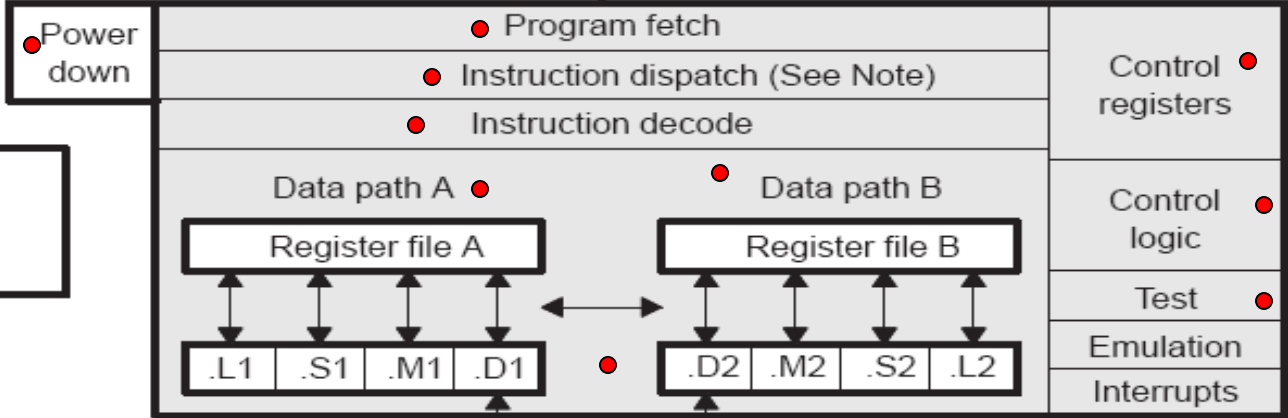 Power
down
Program fetch
Instruction dispatch (See Note)
Instruction decode
Control
registers
Data path A
Data path B
Register file A
Register file B
Control
logic
Test
Emulation
Interrupts
.L1 .S1 .M1 .D1
.D2 .M2 .S2 .L2